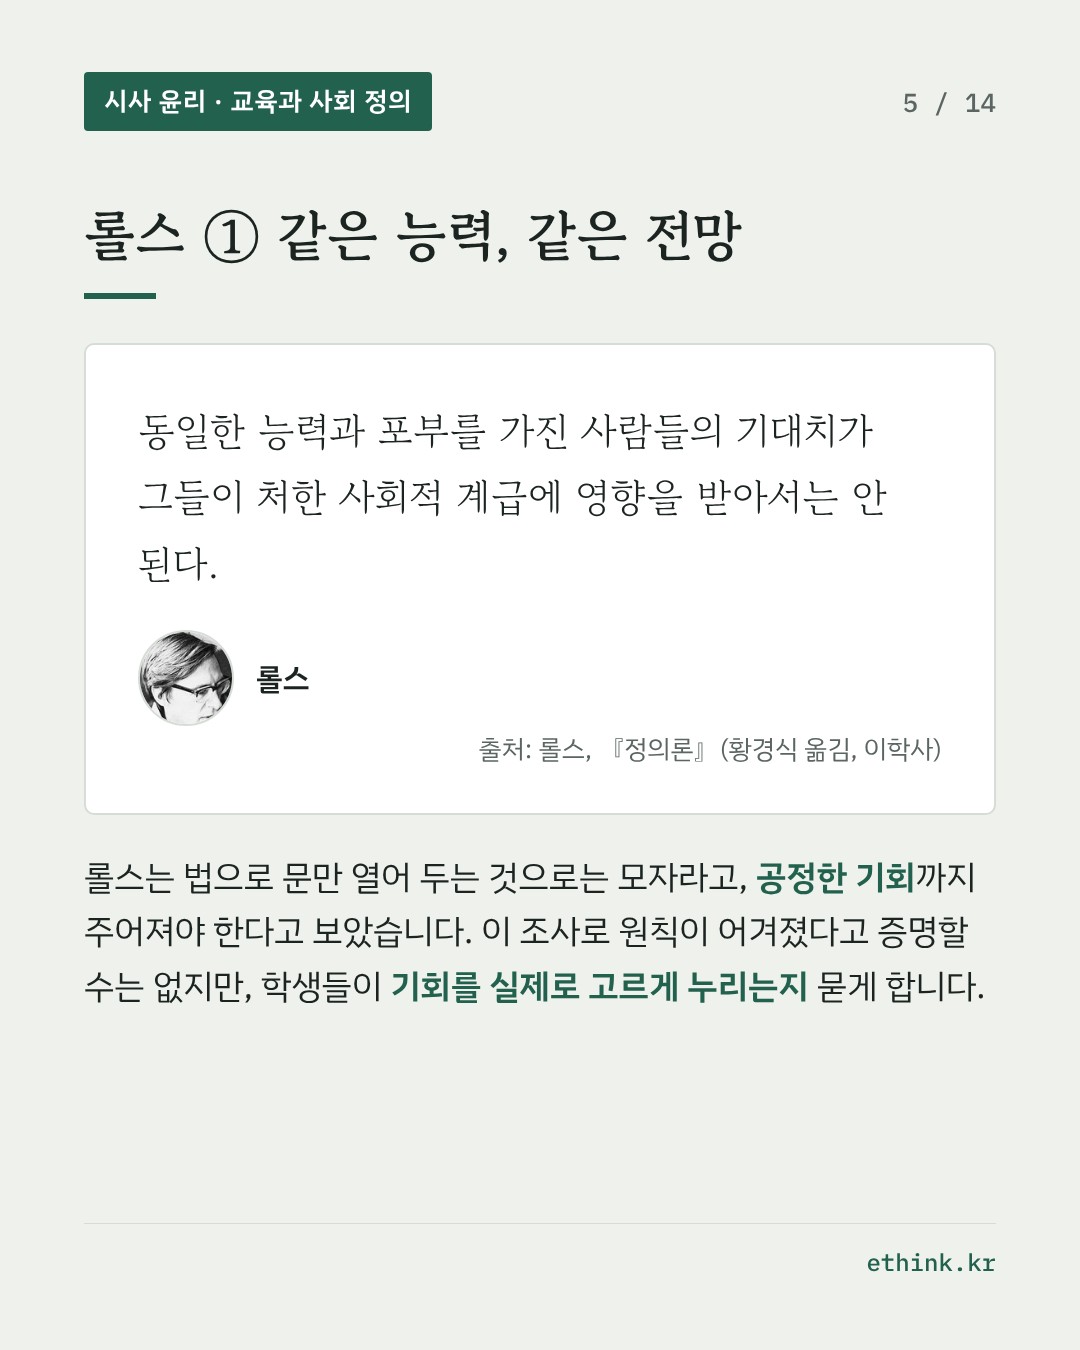 시사 윤리 · 교육과 사회 정의
5 / 14
롤스 ① 같은 능력, 같은 전망
동일한 능력과 포부를 가진 사람들의 기대치가
그들이 처한 사회적 계급에 영향을 받아서는 안
된다.
롤스
출처: 롤스, 『정의론』(황경식 옮김, 이학사)
롤스는 법으로 문만 열어 두는 것으로는 모자라고, 공정한 기회까지
주어져야 한다고 보았습니다. 이 조사로 원칙이 어겨졌다고 증명할
수는 없지만, 학생들이 기회를 실제로 고르게 누리는지 묻게 합니다.
ethink.kr